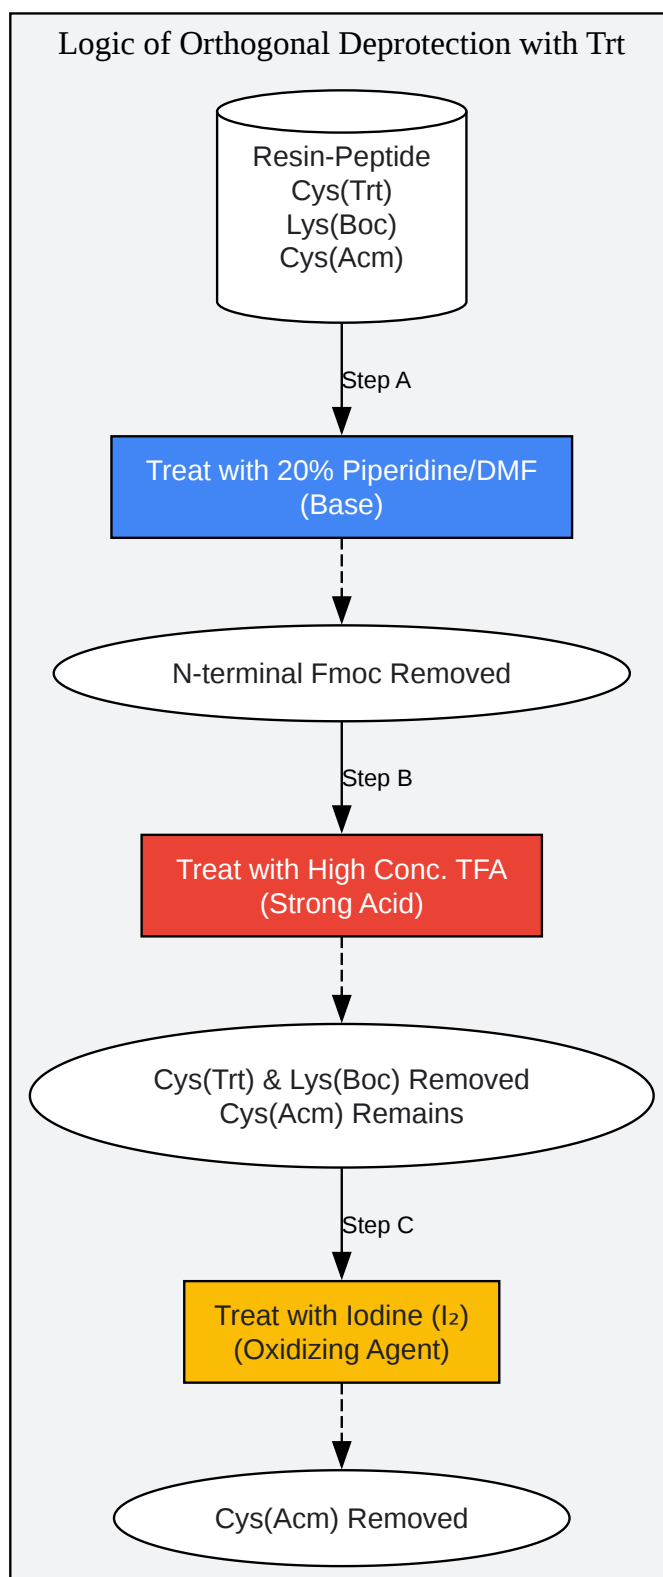 Logic of Orthogonal Deprotection with Trt
Resin-Peptide
Cys(Trt)
Lys(Boc)
Cys(Acm)
Step A
Treat with 20% Piperidine/DMF
(Base)
N-terminal Fmoc Removed
Step B
Treat with High Conc. TFA
(Strong Acid)
Cys(Trt) & Lys(Boc) Removed
Cys(Acm) Remains
Step C
Treat with Iodine (I₂)
(Oxidizing Agent)
Cys(Acm) Removed